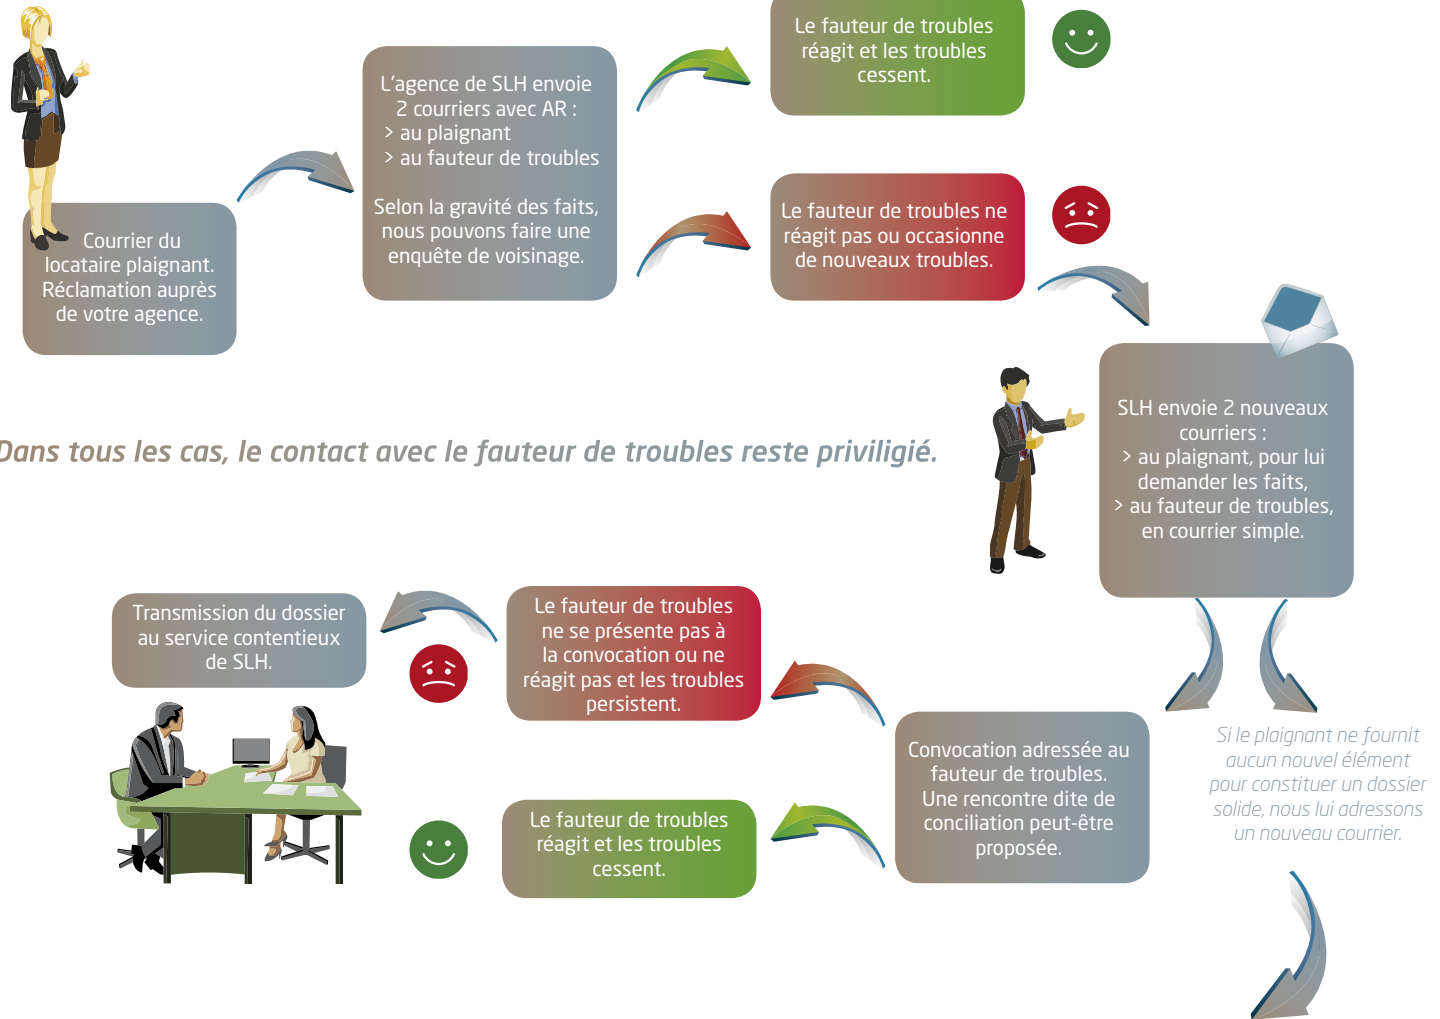 Courrier du
locataire plaignant.
Réclamation auprès
de votre agence.
L'agence de SLH envoie
2 courriers avec AR :
> au plaignant
> au fauteur de troubles
Selon la gravité des faits,
nous pouvons faire une
enquête de voisinage.
Le fauteur de troubles
réagit et les troubles
cessent.
Le fauteur de troubles ne
réagit pas ou occasionne
de nouveaux troubles.
SLH envoie 2 nouveaux
courriers :
> au plaignant, pour lui
demander les faits,
> au fauteur de troubles,
en courrier simple.
Dans tous les cas, le contact avec le fauteur de troubles reste priviligié.
Convocation adressée au
fauteur de troubles.
Une rencontre dite de
conciliation peut-être
proposée.
Si le plaignant ne fournit
aucun nouvel élément
pour constituer un dossier
solide, nous lui adressons
un nouveau courrier.
Le fauteur de troubles
ne se présente pas à
la convocation ou ne
réagit pas et les troubles
persistent.
Transmission du dossier
au service contentieux
de SLH.
Le fauteur de troubles
réagit et les troubles
cessent.